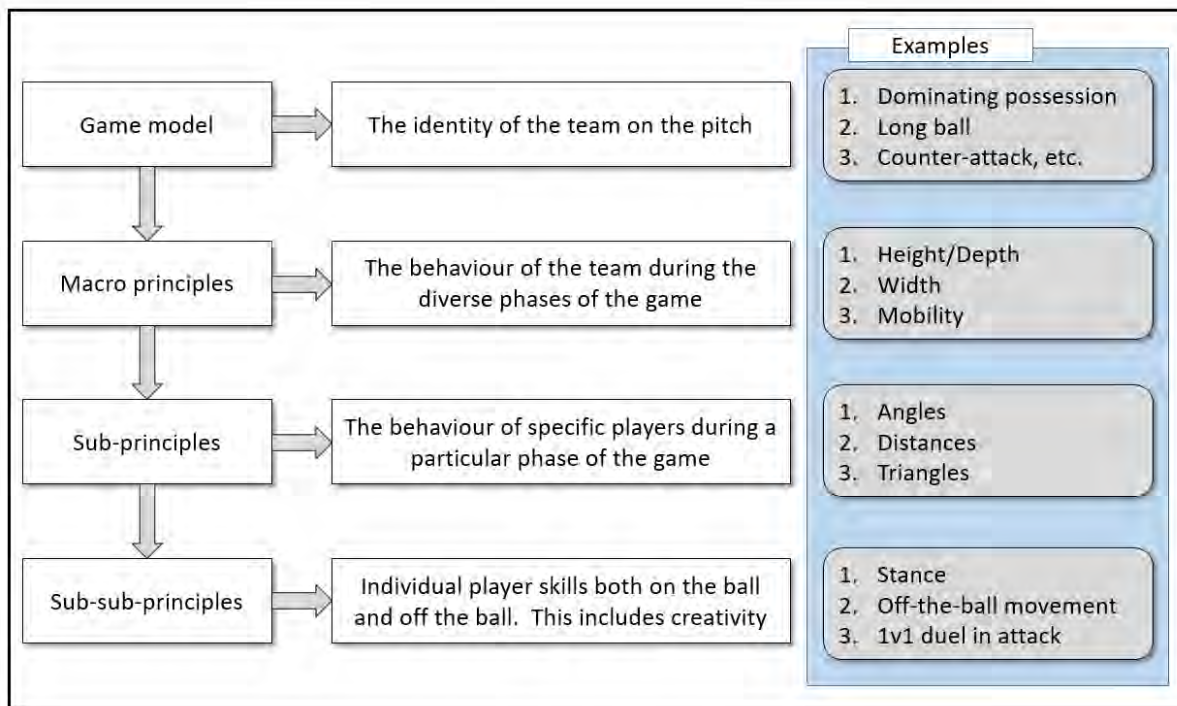 Examples
Game model
The identity of the team on the pitch
1. Dominating possession
2. Long ball
3. Counter-attack, etc.
Macro principles
The behaviour of the team during the
diverse phases of the game
1. Height/Depth
2. Width
3. Mobility
Sub-principles
The behaviour of specific players during a
particular phase of the game
1. Angles
2. Distances
3. Triangles
Sub-sub-principles
Individual player skills both on the ball
and off the ball. This includes creativity
1. Stance
2. Off-the-ball movement
3. 1v1 duel in attack